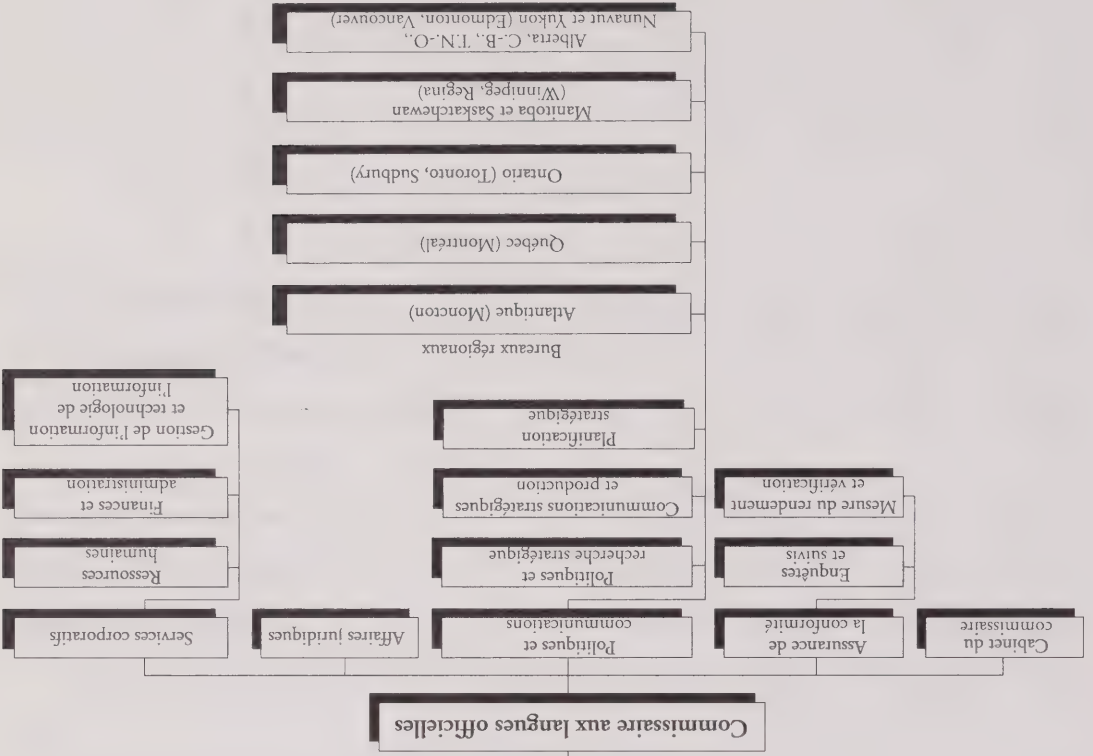 Commissaire aux langues officielles
Cabinet du
commissaire
Assurance de
la conformité
Enquêtes
et suivis
Mesure du rendement
et vérification
Politiques et
communications
Politiques et
recherche stratégique
Communications stratégiques
et production
Planification
stratégique
Bureaux régionaux
Atlantique (Moncton)
Québec (Montréal)
Ontario (Toronto, Sudbury)
Manitoba et Saskatchewan
(Winnipeg, Regina)
Alberta, C.-B., T.N.-O.,
Nunavut et Yukon (Edmonton, Vancouver)
Affaires juridiques
Services corporatifs
Ressources
humaines
Finances et
administration
Gestion de l'information
et technologie de
l'information